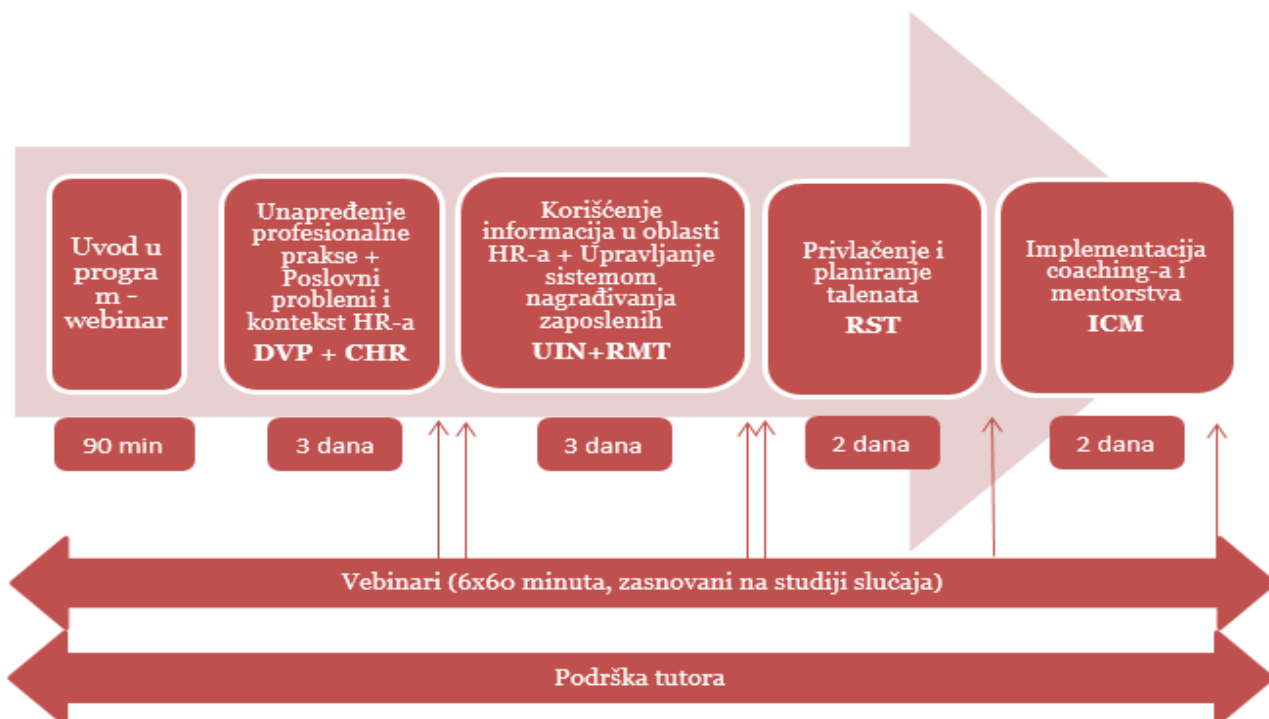 Uvod u
progra
m -
webinar
Unapređenje
profesionalne
prakse +
Poslovni
problemi i
kontekst HR-a
DVP + CHR
Korišćenje
informacija u oblasti
HR-a + Upravljanje
sistemom
nagrađivanja
zaposlenih
UIN+RMT
Privlačenje i
planiranje
talenata
RST
Implementacija
coaching-a i
mentorstva
ICM
90 min
3 dana
3 dana
2 dana
2 dana
Vebinari (6x60 minuta, zasnovani na studiji slučaja)
Podrška tutora